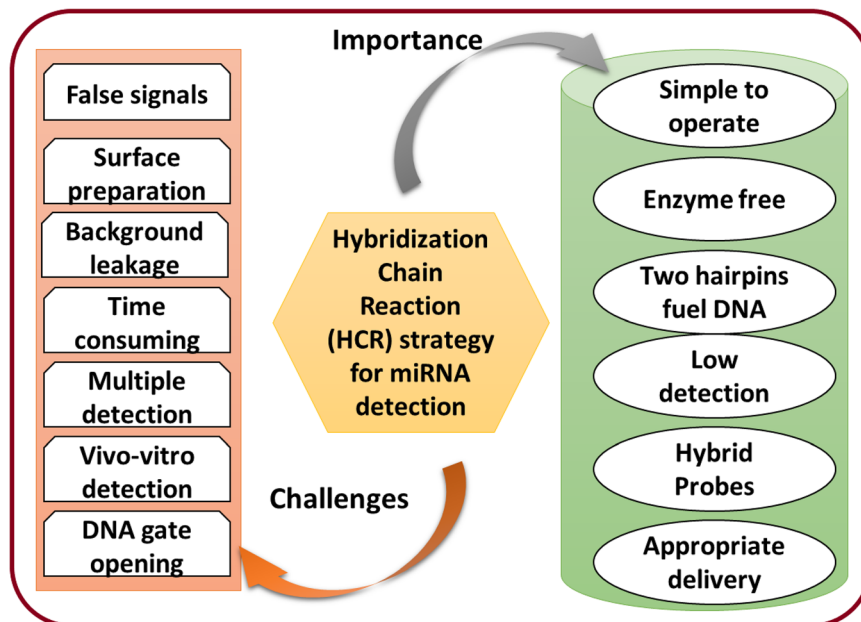 Importance
False signals
Surface
preparation
Background
leakage
Time
consuming
Multiple
detection
Vivo-vitro
detection
DNA gate
opening
Hybridization
Chain
Reaction
(HCR) strategy
for miRNA
detection
Challenges
Simple to
operate
Enzyme free
Two hairpins
fuel DNA
Low
detection
Hybrid
Probes
Appropriate
delivery